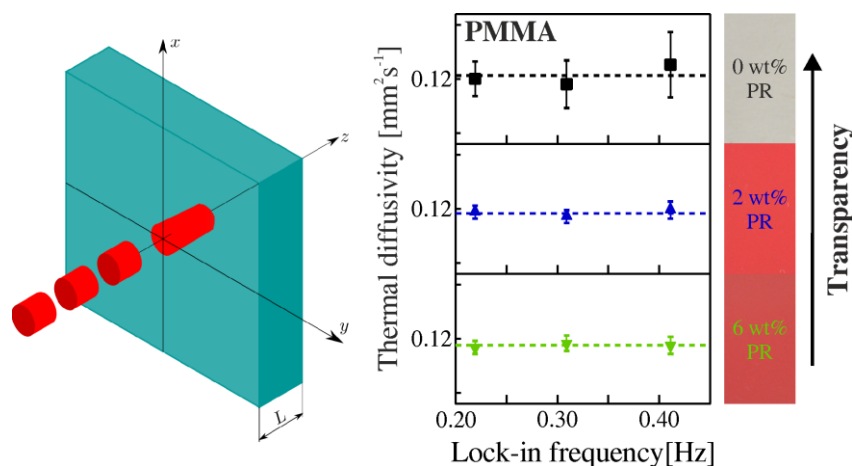 x
z
y
L
PMMA
Thermal diffusivity [mm²s⁻¹]
0.12
0.12
0.12
0.20
0.30
0.40
Lock-in frequency[Hz]
0 wt%
PR
2 wt%
PR
6 wt%
PR
Transparency